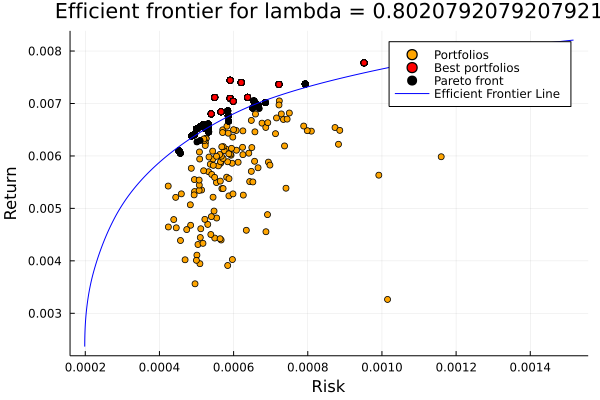 Efficient frontier for lambda = 0.8020792079207921
Portfolios
Best portfolios
Pareto front
Efficient Frontier Line
Return
0.008
0.007
0.006
0.005
0.004
0.003
0.0002 0.0004 0.0006 0.0008 0.0010 0.0012 0.0014
Risk